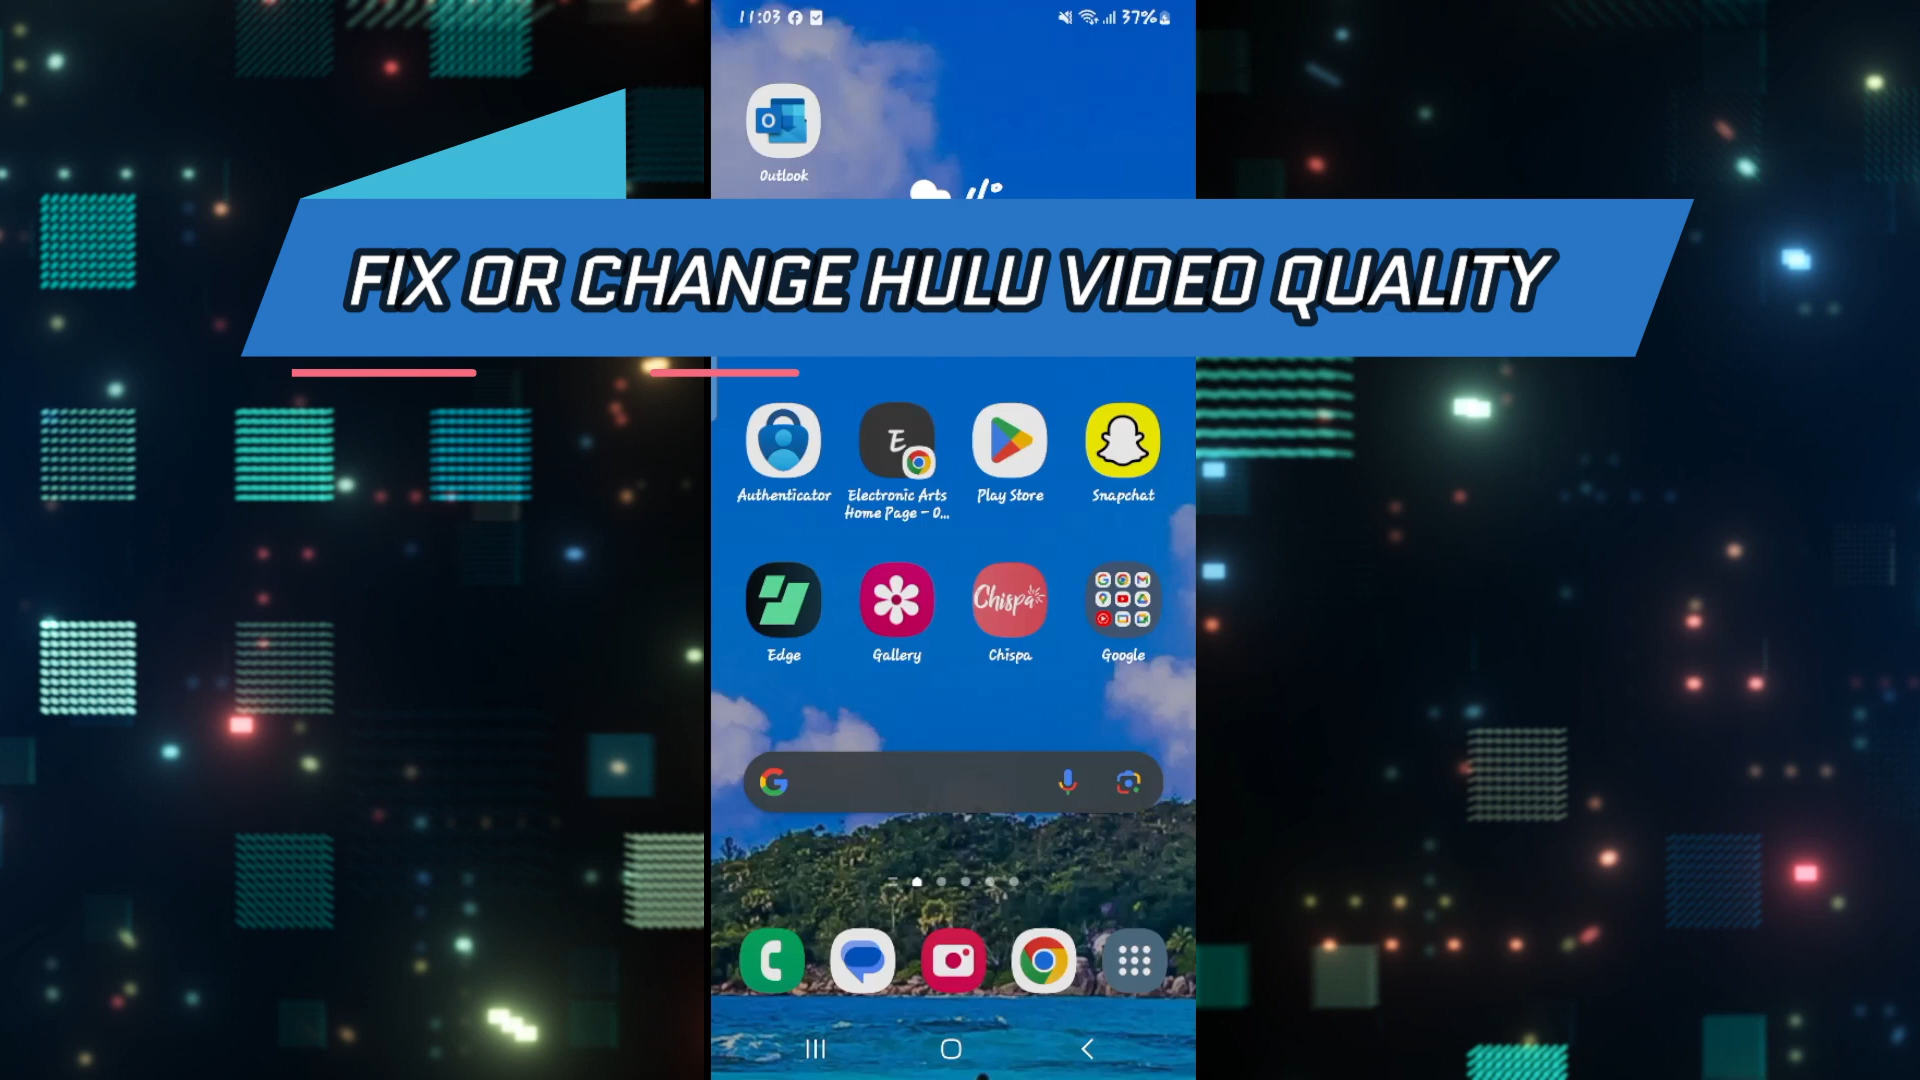 11:03
37%
Outlook
FIX OR CHANGE HULU VIDEO QUALITY
Authenticator
Electronic Arts
Home Page - O...
Play Store
Snapchat
Edge
Gallery
Chispa
Chispa
Google